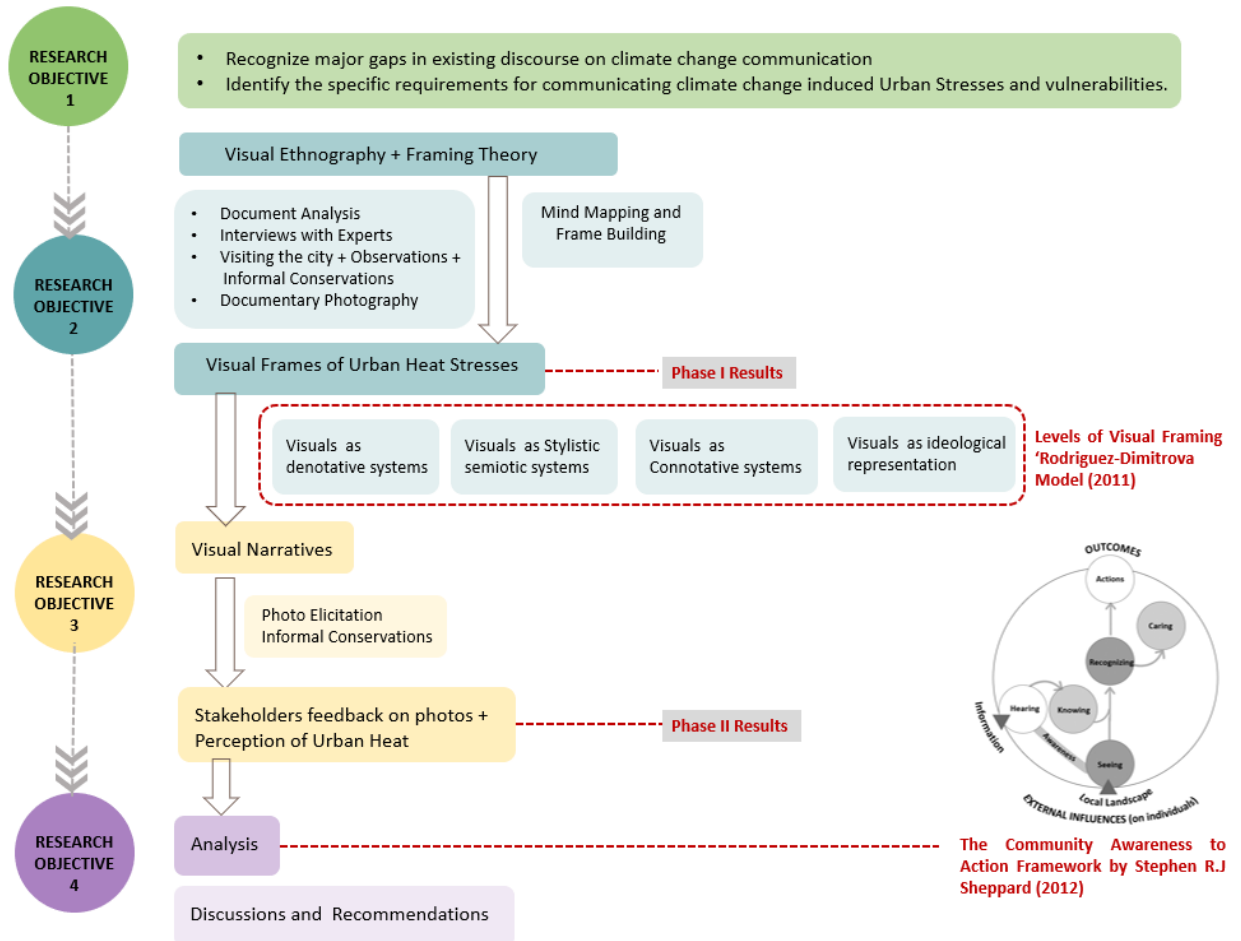 RESEARCH
OBJECTIVE
1
• Recognize major gaps in existing discourse on climate change communication
• Identify the specific requirements for communicating climate change induced Urban Stresses and vulnerabilities.
Visual Ethnography + Framing Theory
• Document Analysis
• Interviews with Experts
• Visiting the city + Observations +
Informal Conservations
• Documentary Photography
Mind Mapping and
Frame Building
RESEARCH
OBJECTIVE
2
Visual Frames of Urban Heat Stresses
Phase I Results
Visuals as
denotative systems
Visuals as Stylistic
semiotic systems
Visuals as
Connotative systems
Visuals as ideological
representation
Levels of Visual Framing
‘Rodriguez-Dimitrova
Model (2011)
RESEARCH
OBJECTIVE
3
Visual Narratives
Photo Elicitation
Informal Conservations
Stakeholders feedback on photos +
Perception of Urban Heat
Phase II Results
OUTCOMES
Actions
Caring
Recognizing
Hearing
Knowing
Information
Awareness
Seeing
Local Landscape
EXTERNAL INFLUENCES (on individuals)
RESEARCH
OBJECTIVE
4
Analysis
The Community Awareness to
Action Framework by Stephen R.J
Sheppard (2012)
Discussions and Recommendations